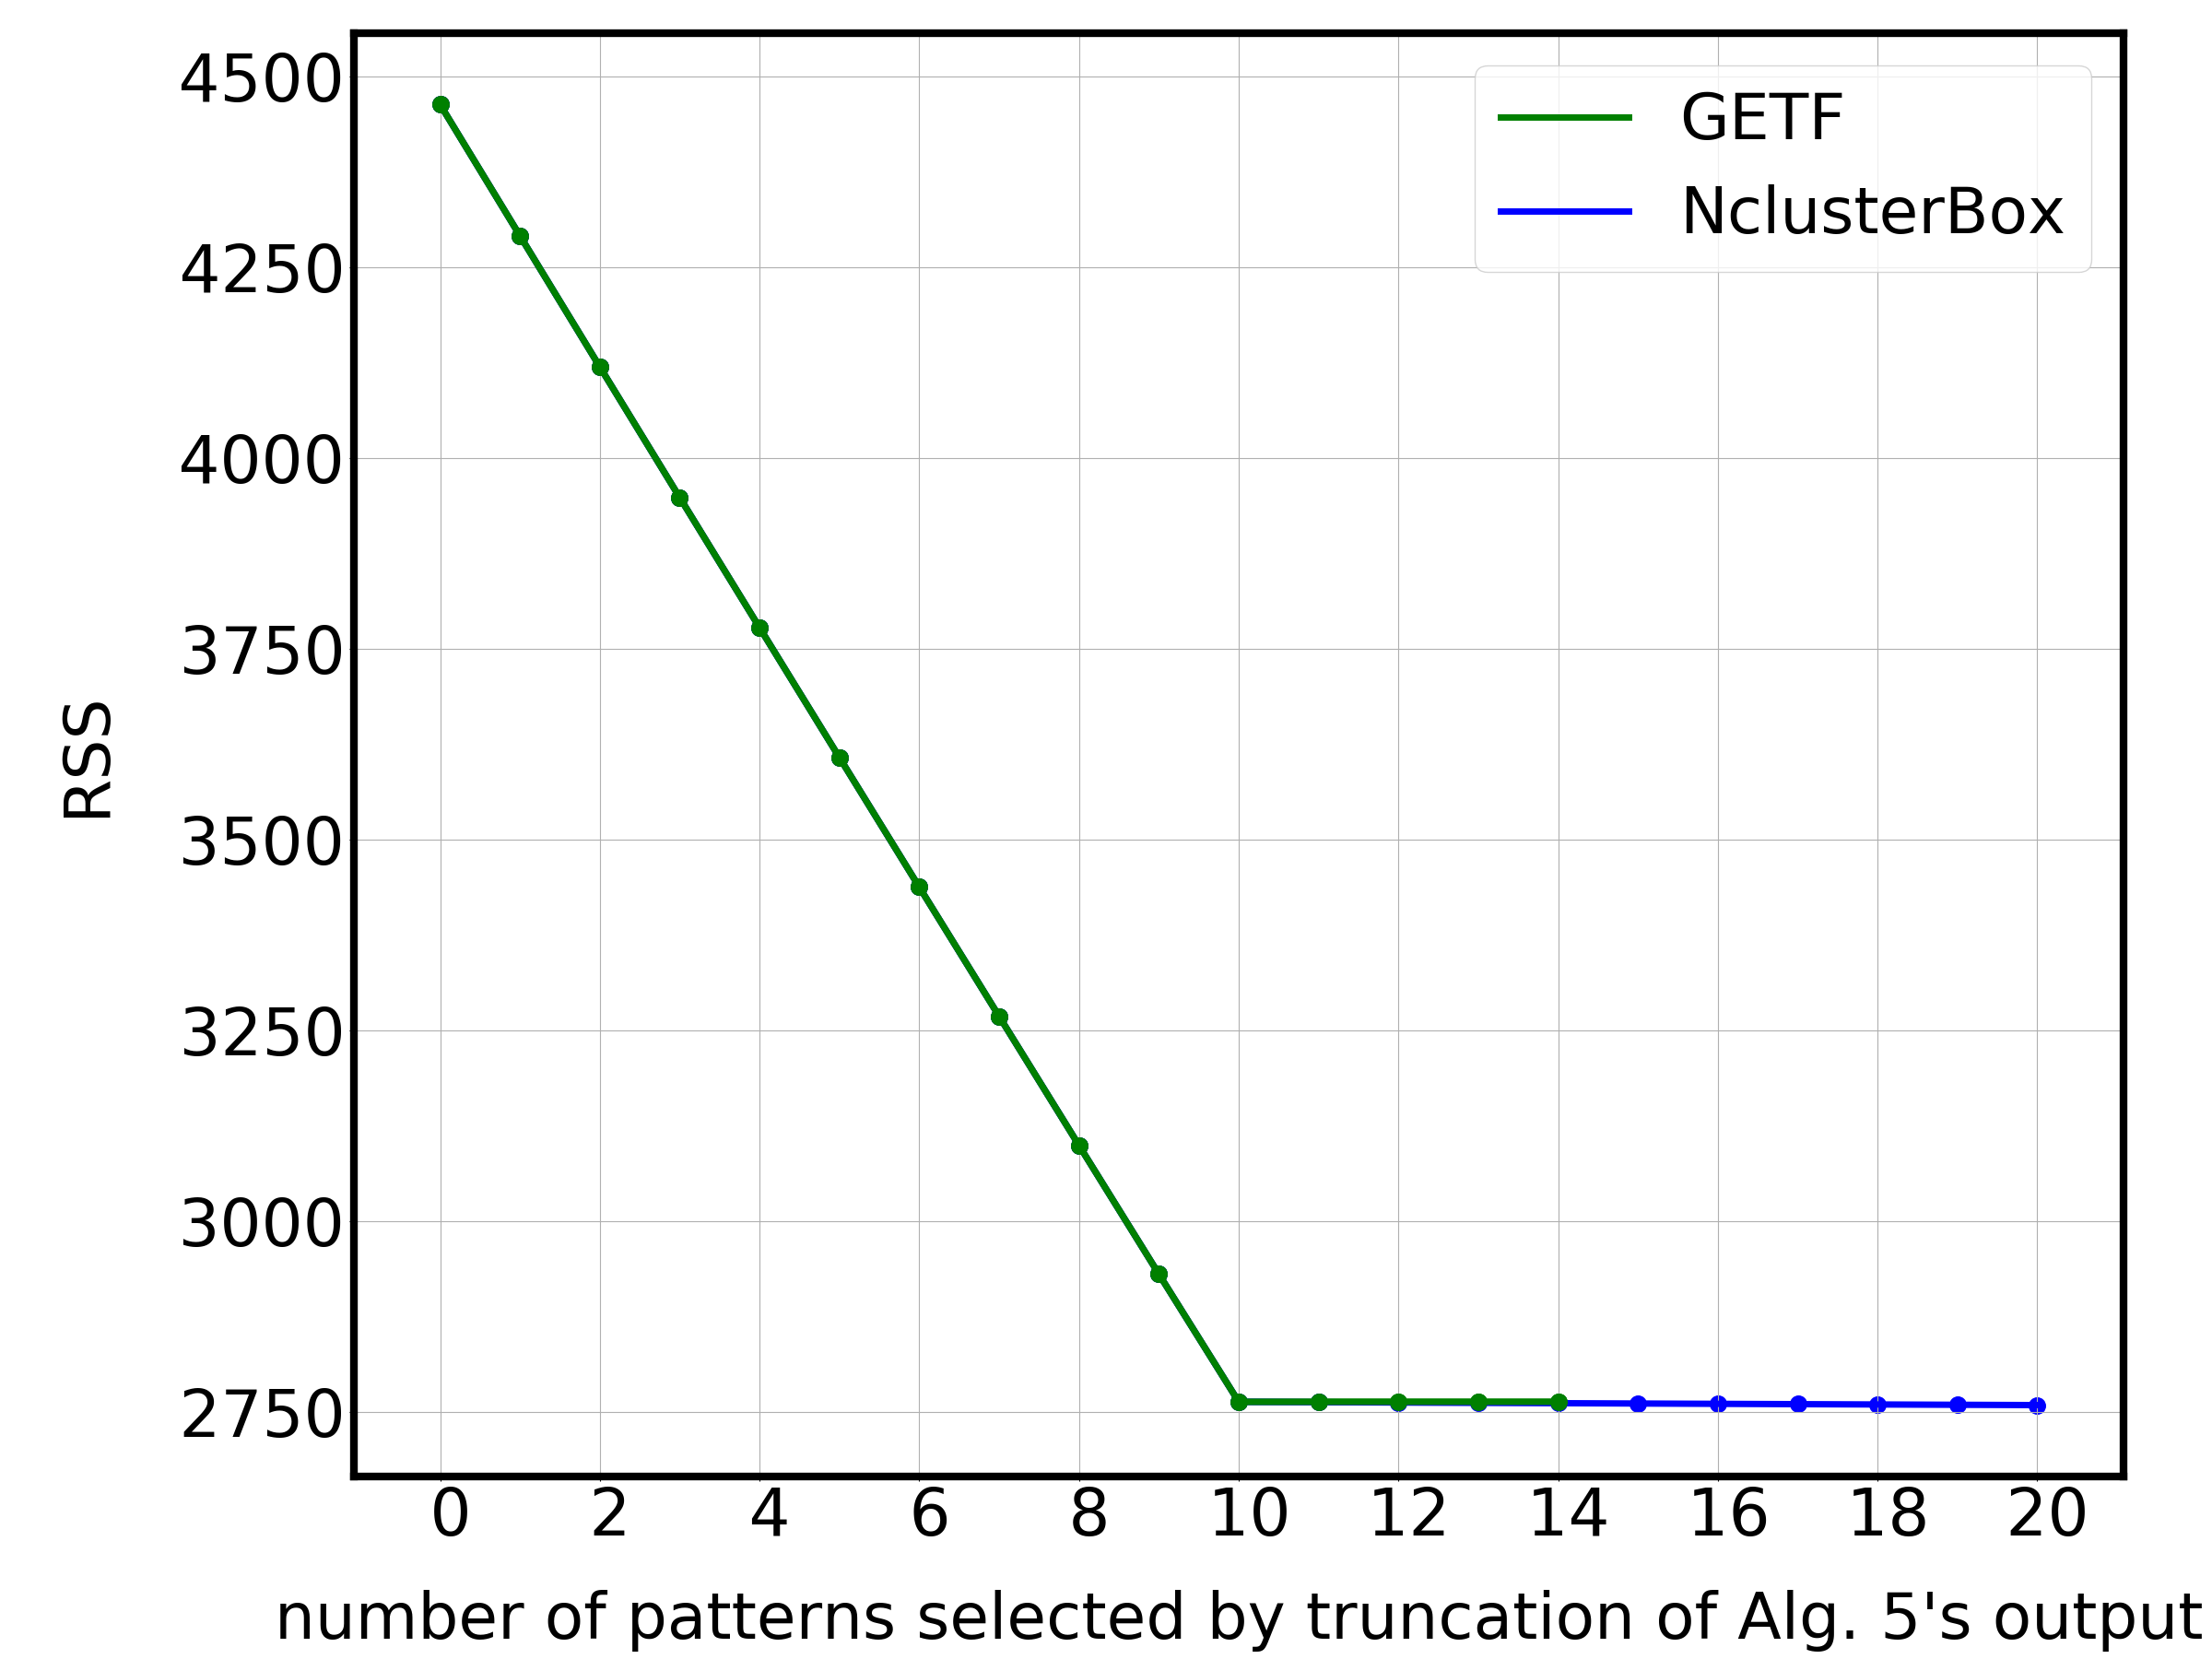 4500
4250
4000
3750
3500
3250
3000
2750
RSS
GETF
NclusterBox
0 2 4 6 8 10 12 14 16 18 20
number of patterns selected by truncation of Alg. 5's output